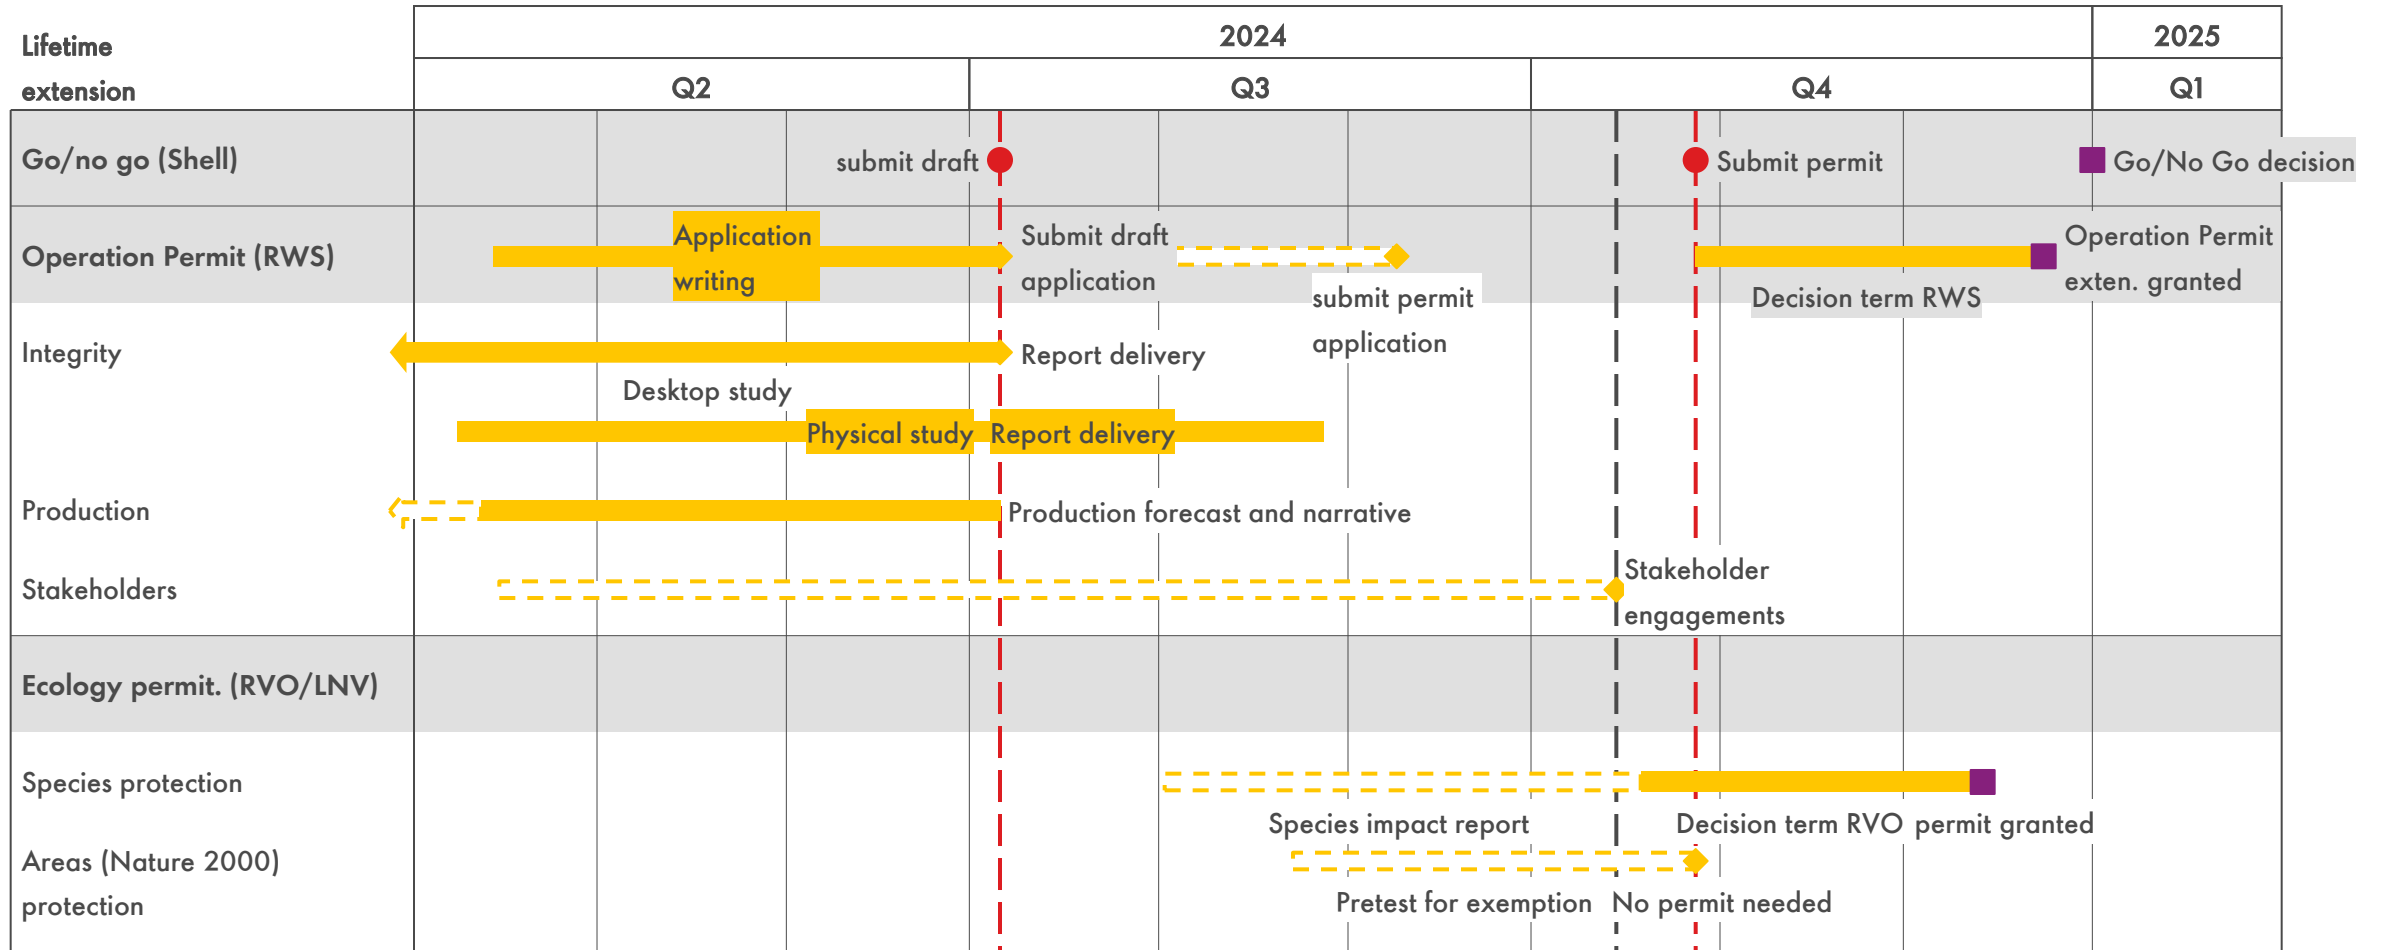 Lifetime
extension
2024
2025
Q2
Q3
Q4
Q1
Go/no go (Shell)
submit draft
Submit permit
Go/No Go decision
Operation Permit (RWS)
Application
writing
Submit draft
application
submit permit
application
Decision term RWS
Operation Permit
exten. granted
Integrity
Report delivery
Desktop study
Physical study
Report delivery
Production
Production forecast and narrative
Stakeholders
Stakeholder
engagements
Ecology permit. (RVO/LNV)
Species protection
Species impact report
Decision term RVO
permit granted
Areas (Nature 2000)
protection
Pretest for exemption
No permit needed